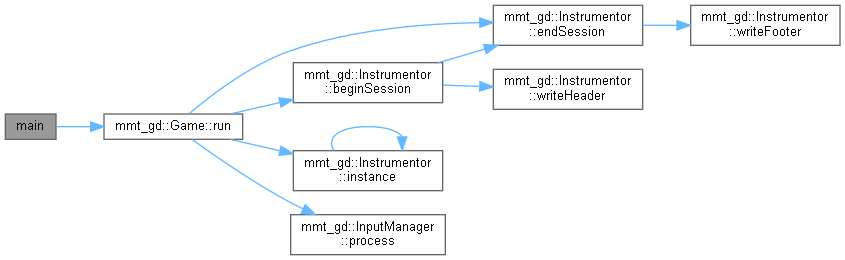 main
mmt_gd::Game::run
mmt_gd::Instrumentor
::endSession
mmt_gd::Instrumentor
::writeFooter
mmt_gd::Instrumentor
::beginSession
mmt_gd::Instrumentor
::writeHeader
mmt_gd::Instrumentor
::instance
mmt_gd::InputManager
::process